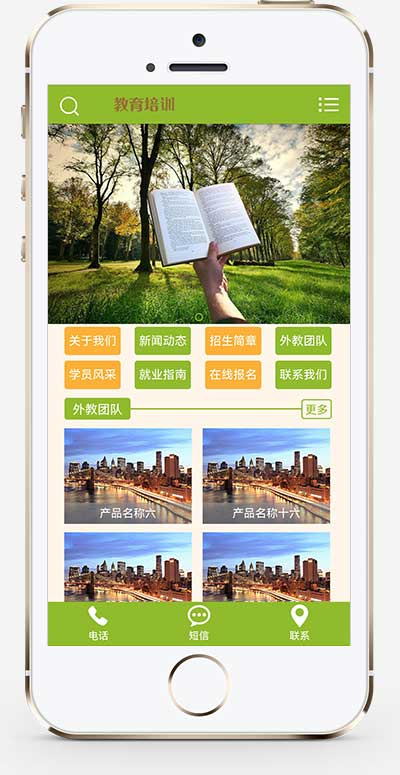 教育培训
关于我们 新闻动态 招生简章 外教团队
学员风采 就业指南 在线报名 联系我们
外教团队 更多
产品名称六 产品名称十六
电话 短信 联系